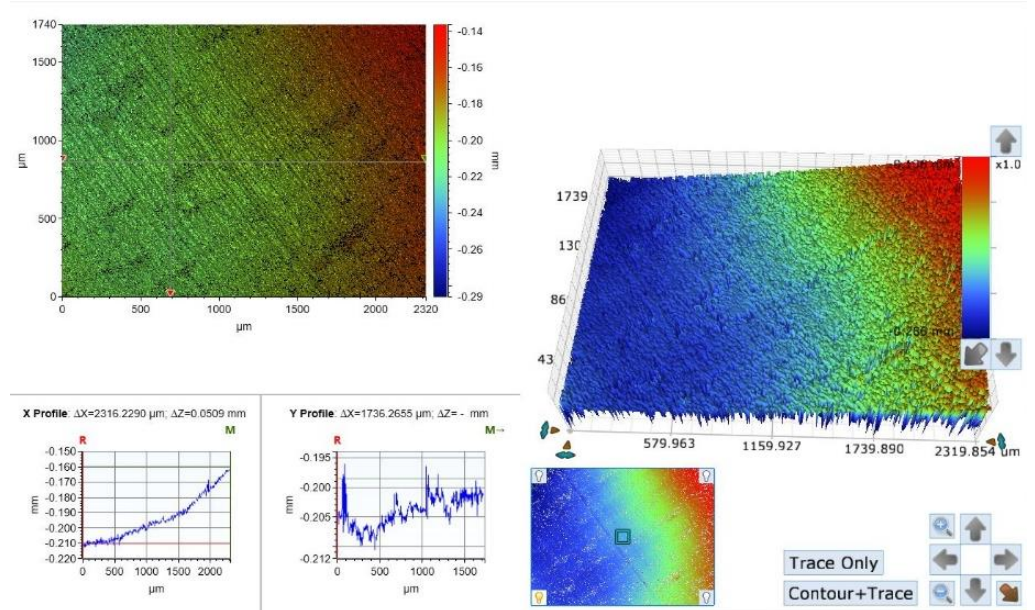 1740
1500
1000
500
0
µm
0
500
1000
1500
2000
2320
µm
-0.14
-0.16
-0.18
-0.20
-0.22
-0.24
-0.26
-0.29
mm
X Profile: ΔX=2316.2290 µm; ΔZ=0.0509 mm
R
M
-0.150
-0.160
-0.170
-0.180
-0.190
-0.200
-0.210
-0.220
mm
0
500
1000
1500
2000
µm
Y Profile: ΔX=1736.2655 µm; ΔZ= - mm
M→
R
-0.195
-0.200
-0.205
-0.212
mm
0
500
1000
1500
µm
x1.0
1739
130
86
43
579.963
1159.927
1739.890
2319.854 µm
Trace Only
Contour+Trace